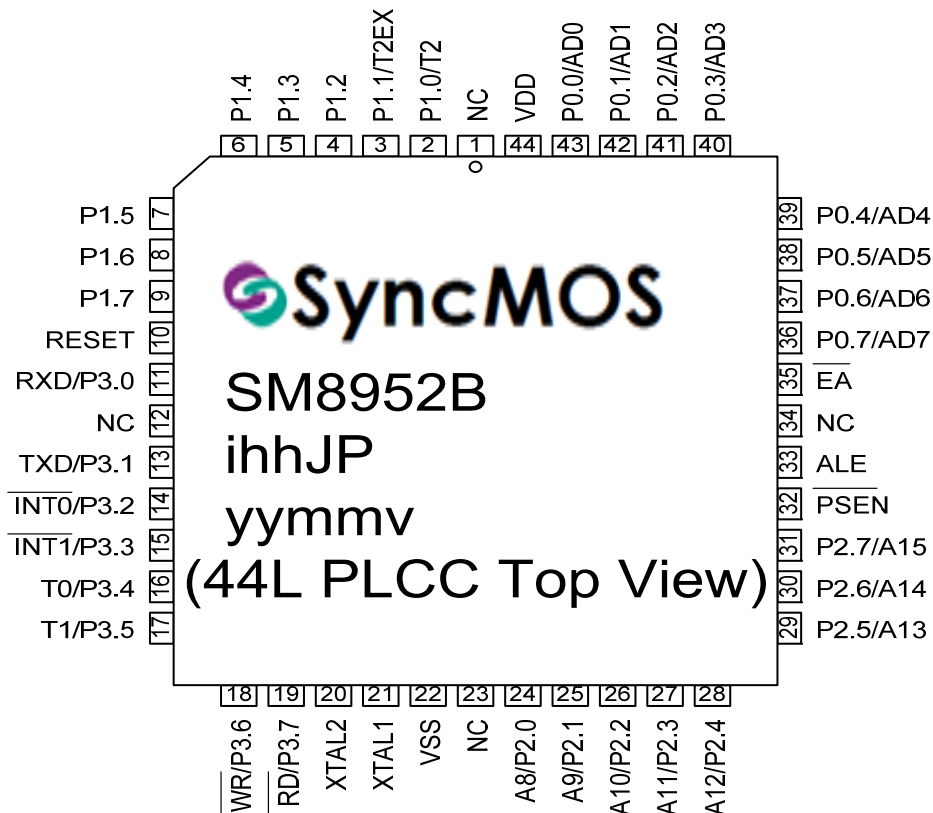 P1.4 P1.3 P1.2 P1.1/T2EX P1.0/T2 NC VDD P0.0/AD0 P0.1/AD1 P0.2/AD2 P0.3/AD3
6 5 4 3 2 1 44 43 42 41 40
P1.5 7 39 P0.4/AD4
P1.6 8 38 P0.5/AD5
P1.7 9 37 P0.6/AD6
RESET 10 36 P0.7/AD7
RXD/P3.0 11 35 EA
NC 12 34 NC
TXD/P3.1 13 33 ALE
INT0/P3.2 14 32 PSEN
INT1/P3.3 15 31 P2.7/A15
T0/P3.4 16 30 P2.6/A14
T1/P3.5 17 29 P2.5/A13
SyncMOS
SM8952B
ihhJP
yymmv
(44L PLCC Top View)
18 19 20 21 22 23 24 25 26 27 28
WR/P3.6 RD/P3.7 XTAL2 XTAL1 VSS NC A8/P2.0 A9/P2.1 A10/P2.2 A11/P2.3 A12/P2.4